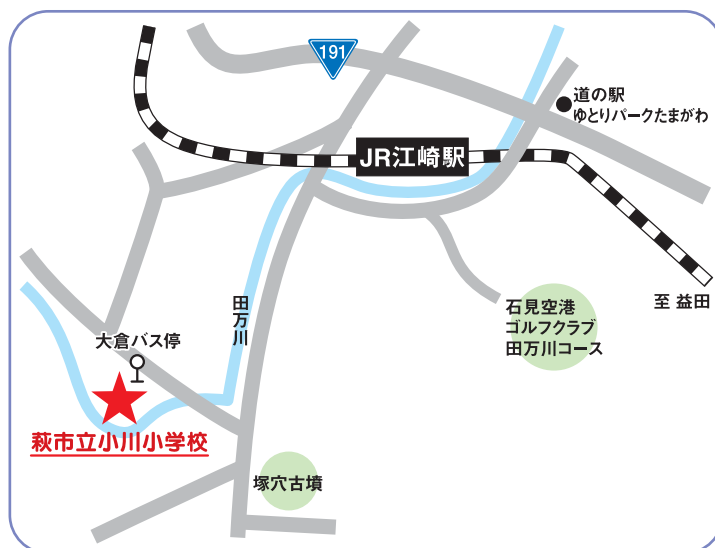 191
道の駅
ゆとりパークたまがわ
JR江崎駅
至 益田
石見空港
ゴルフクラブ
田万川コース
田万川
大倉バス停
萩市立小川小学校
塚穴古墳